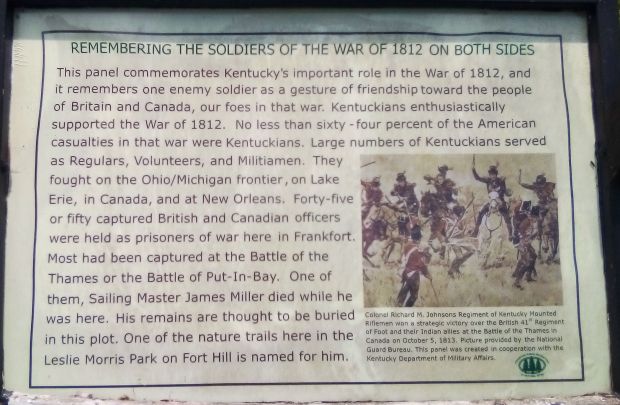 REMEMBERING THE SOLDIERS OF THE WAR OF 1812 ON BOTH SIDES
This panel commemorates Kentucky's important role in the War of 1812, and
it remembers one enemy soldier as a gesture of friendship toward the people
of Britain and Canada, our foes in that war. Kentuckians enthusiastically
supported the War of 1812. No less than sixty-four percent of the American
casualties in that war were Kentuckians. Large numbers of Kentuckians served
as Regulars, Volunteers, and Militiamen. They
fought on the Ohio/Michigan frontier, on Lake
Erie, in Canada, and at New Orleans. Forty-five
or fifty captured British and Canadian officers
were held as prisoners of war here in Frankfort.
Most had been captured at the Battle of the
Thames or the Battle of Put-In-Bay. One of
them, Sailing Master James Miller died while he
was here. His remains are thought to be buried
in this plot. One of the nature trails here in the
Leslie Morris Park on Fort Hill is named for him.
Colonel Richard M. Johnsons Regiment of Kentucky Mounted
Riflemen won a strategic victory over the British 41st Regiment
of Foot and their Indian allies at the Battle of the Thames in
Canada on October 5, 1813. Picture provided by the National
Guard Bureau. This panel was created in cooperation with the
Kentucky Department of Military Affairs.